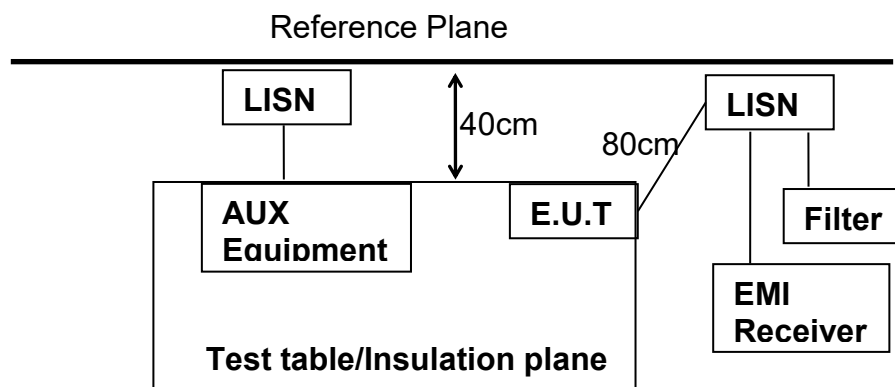 Reference Plane
LISN
40cm
80cm
LISN
AUX
Equipment
E.U.T
Filter
EMI
Receiver
Test table/Insulation plane